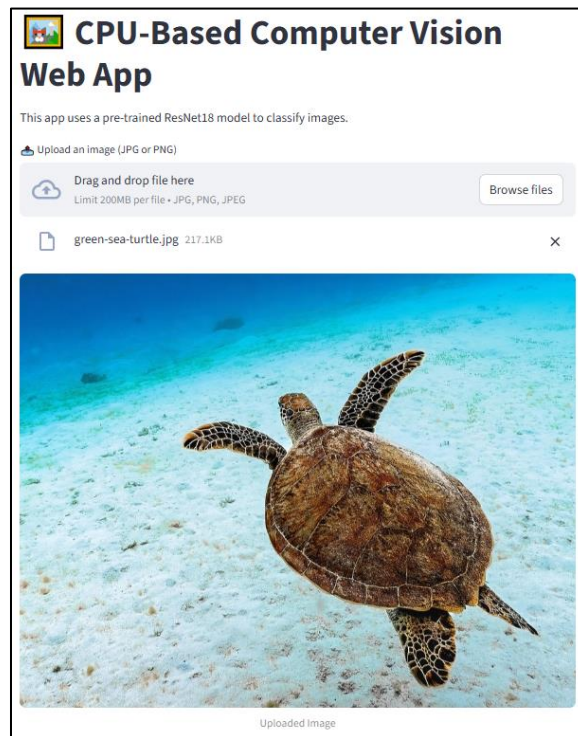 🖼️ CPU-Based Computer Vision
Web App
This app uses a pre-trained ResNet18 model to classify images.
📤 Upload an image (JPG or PNG)
Drag and drop file here
Limit 200MB per file • JPG, PNG, JPEG
Browse files
green-sea-turtle.jpg 217.1KB
Uploaded Image